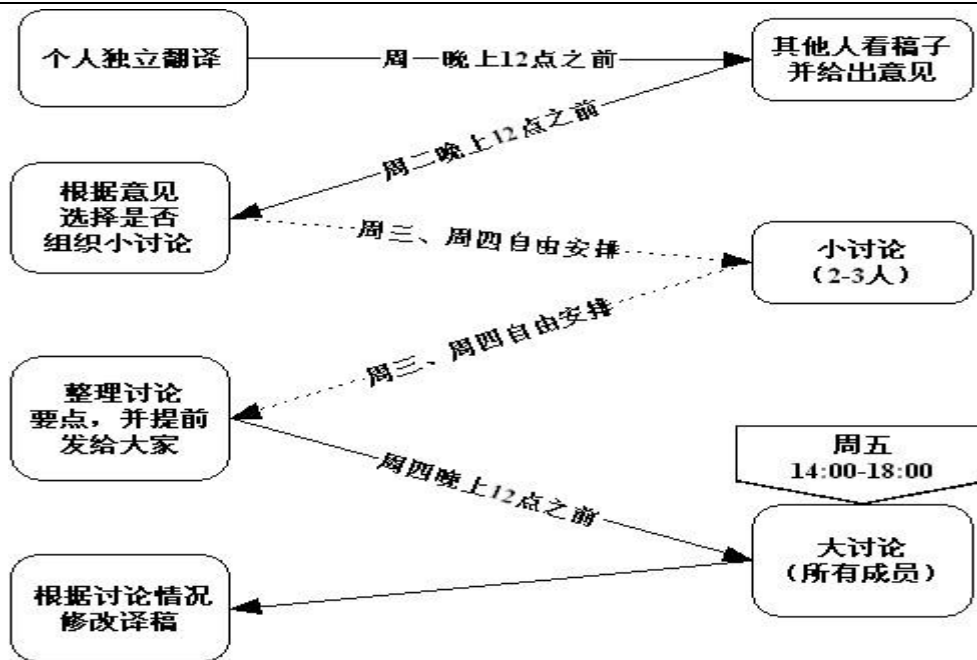 个人独立翻译
周一晚上12点之前
其他人看稿子
并给出意见
周二晚上12点之前
根据意见
选择是否
组织小讨论
周三、周四自由安排
小讨论
（2-3人）
周三、周四自由安排
整理讨论
要点，并提前
发给大家
周四晚上12点之前
周五
14:00-18:00
大讨论
（所有成员）
根据讨论情况
修改译稿